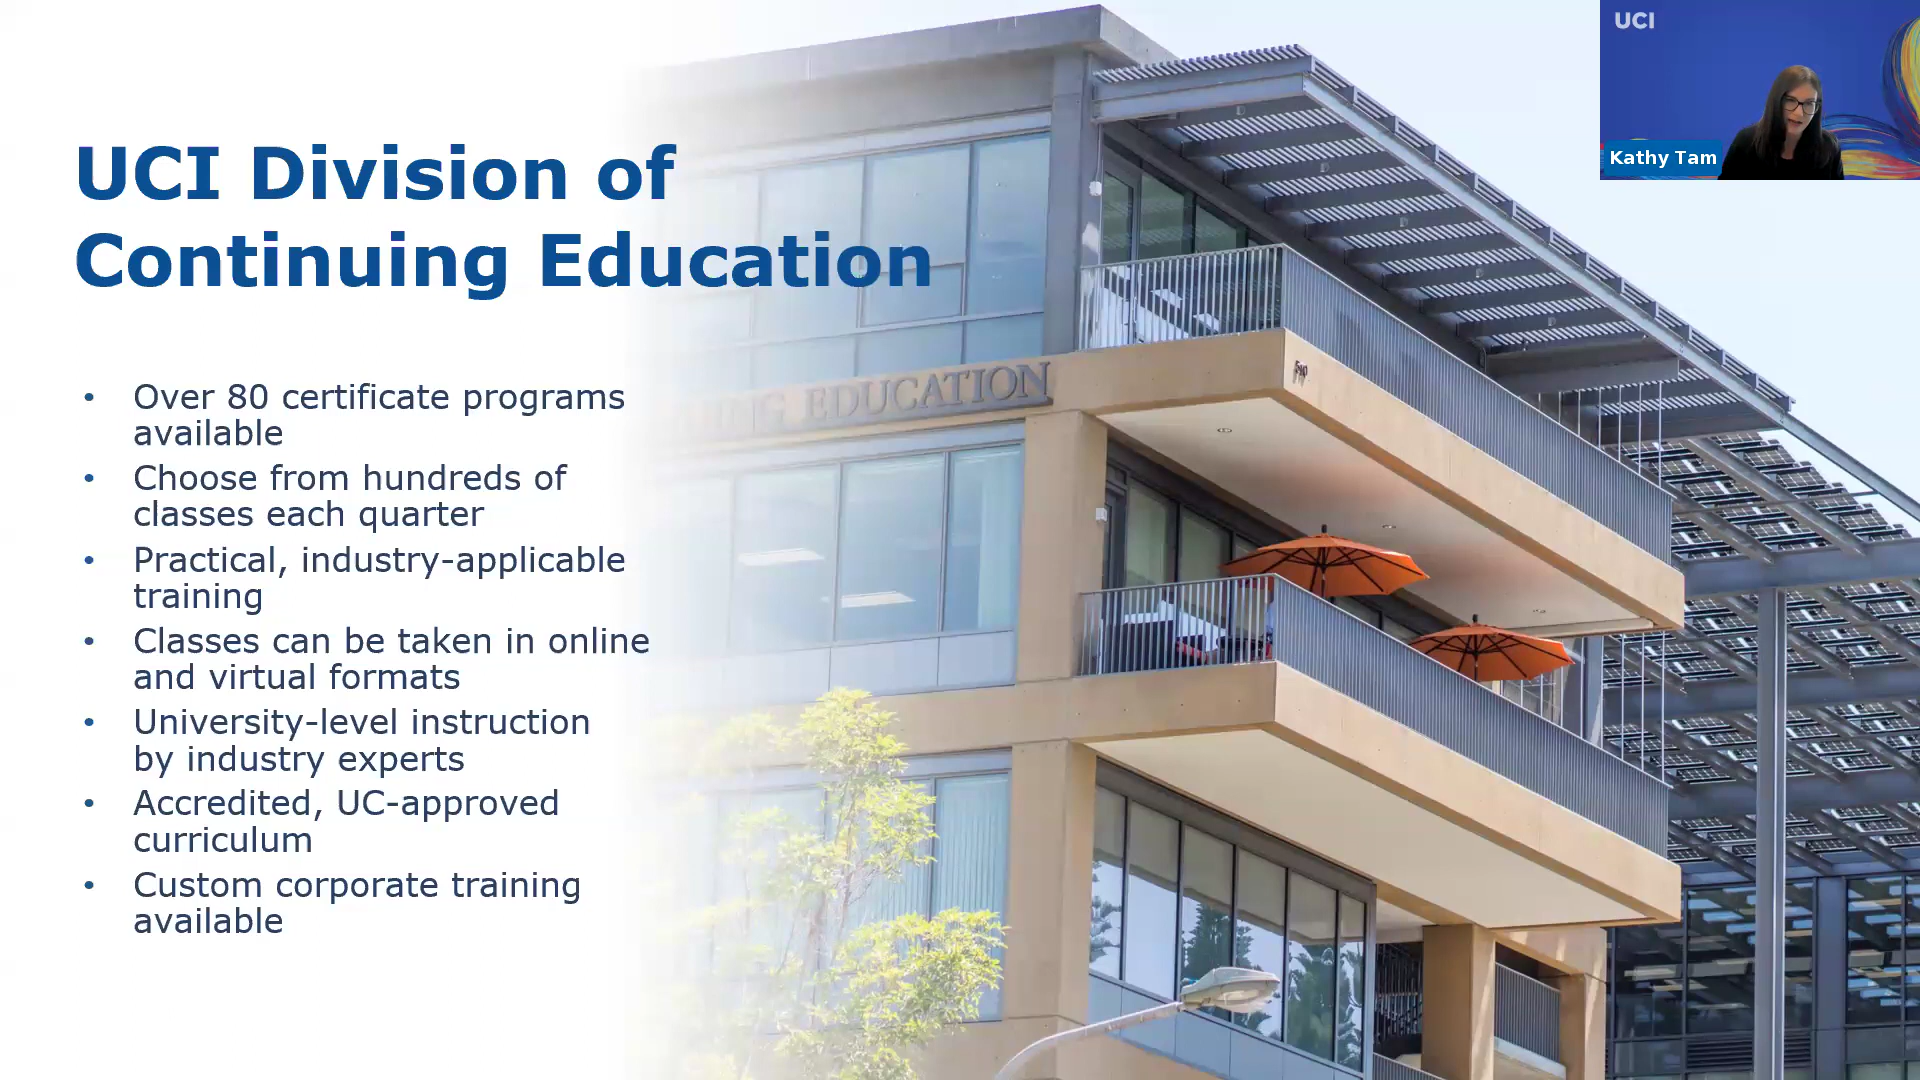 UCI
Kathy Tam
UCI Division of
Continuing Education
• Over 80 certificate programs
available
• Choose from hundreds of
classes each quarter
• Practical, industry-applicable
training
• Classes can be taken in online
and virtual formats
• University-level instruction
by industry experts
• Accredited, UC-approved
curriculum
• Custom corporate training
available
EDUCATION